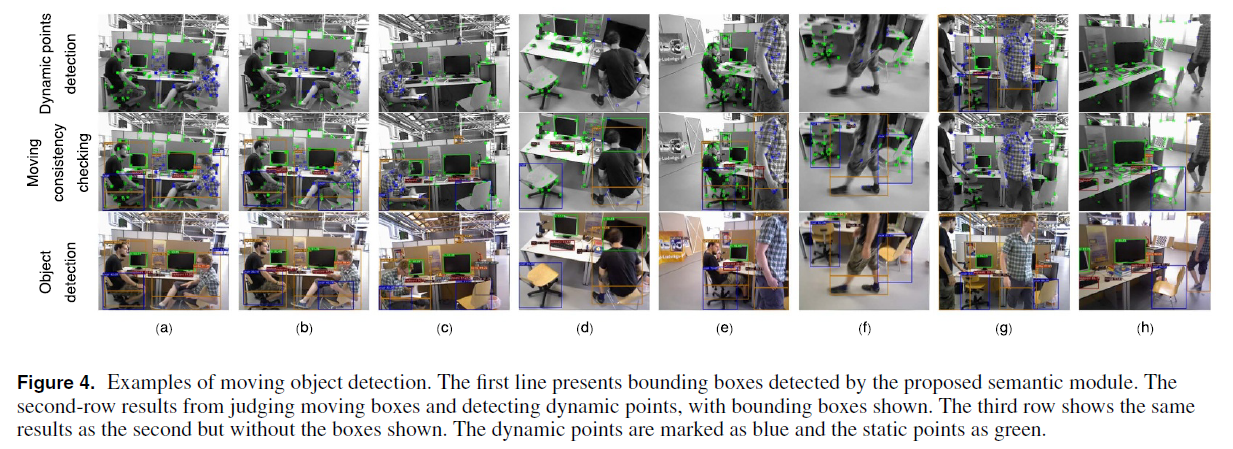 Dynamic points
detection
Moving
consistency
checking
Object
detection
(a) (b) (c) (d) (e) (f) (g) (h)
Figure 4. Examples of moving object detection. The first line presents bounding boxes detected by the proposed semantic module. The
second-row results from judging moving boxes and detecting dynamic points, with bounding boxes shown. The third row shows the same
results as the second but without the boxes shown. The dynamic points are marked as blue and the static points as green.